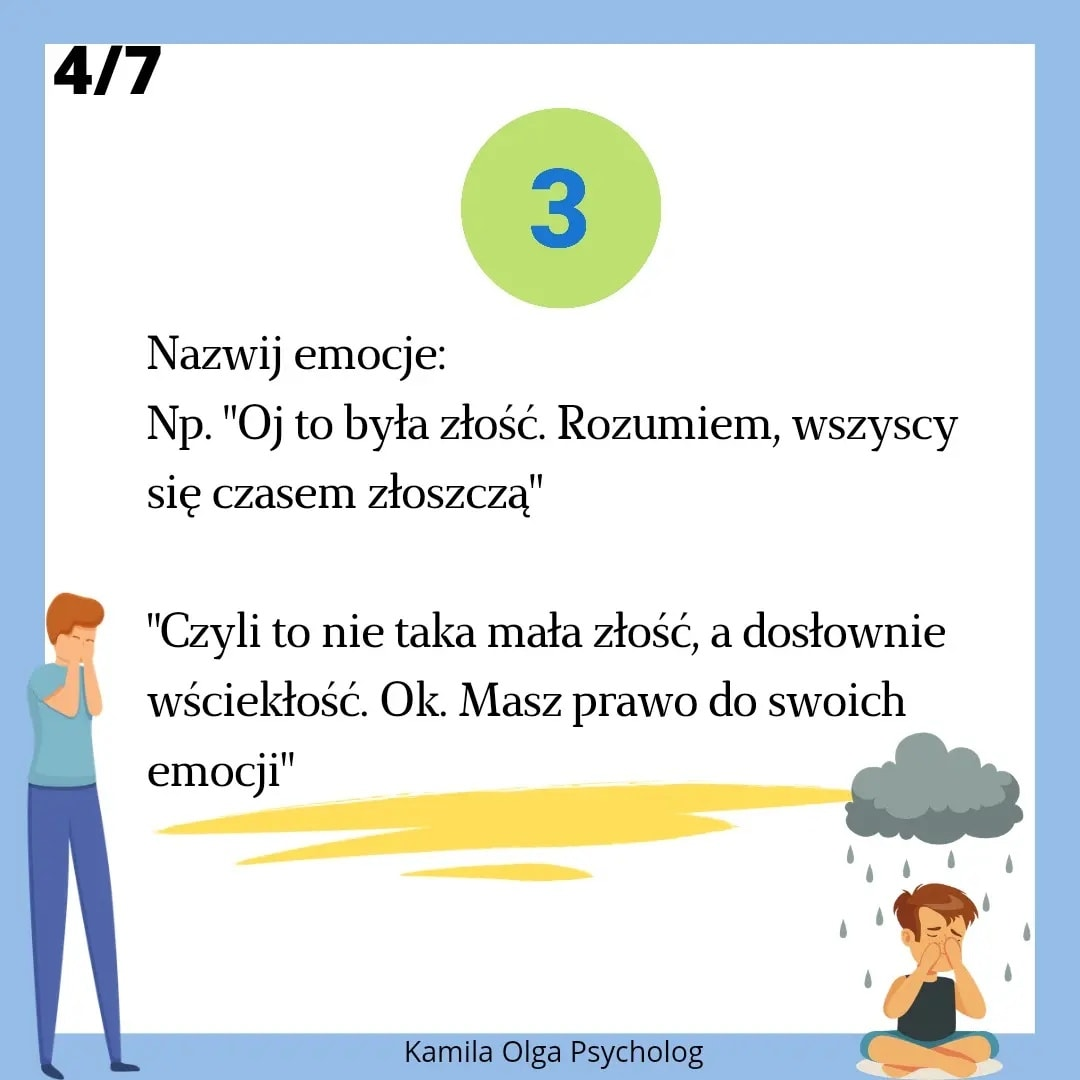 4/7
3
Nazwij emocje:
Np. "Oj to była złość. Rozumiem, wszyscy
się czasem złoszczą"
"Czyli to nie taka mała złość, a dosłownie
wściekłość. Ok. Masz prawo do swoich
emocji"
Kamila Olga Psycholog